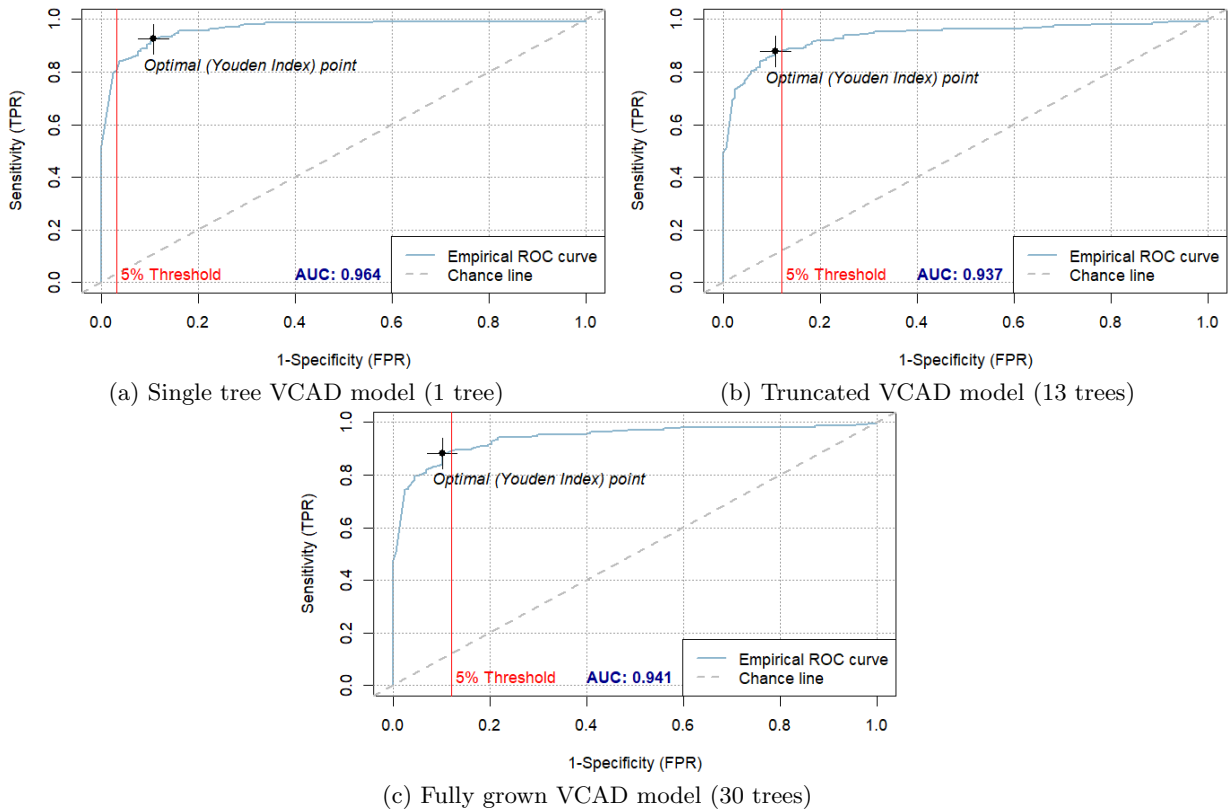 Sensitivity (TPR)
1.0
0.8
0.6
0.4
0.2
0.0
Optimal (Youden Index) point
5% Threshold
AUC: 0.964
Empirical ROC curve
Chance line
0.0 0.2 0.4 0.6 0.8 1.0
1-Specificity (FPR)
(a) Single tree VCAD model (1 tree)
Sensitivity (TPR)
1.0
0.8
0.6
0.4
0.2
0.0
Optimal (Youden Index) point
5% Threshold
AUC: 0.937
Empirical ROC curve
Chance line
0.0 0.2 0.4 0.6 0.8 1.0
1-Specificity (FPR)
(b) Truncated VCAD model (13 trees)
Sensitivity (TPR)
1.0
0.8
0.6
0.4
0.2
0.0
Optimal (Youden Index) point
5% Threshold
AUC: 0.941
Empirical ROC curve
Chance line
0.0 0.2 0.4 0.6 0.8 1.0
1-Specificity (FPR)
(c) Fully grown VCAD model (30 trees)